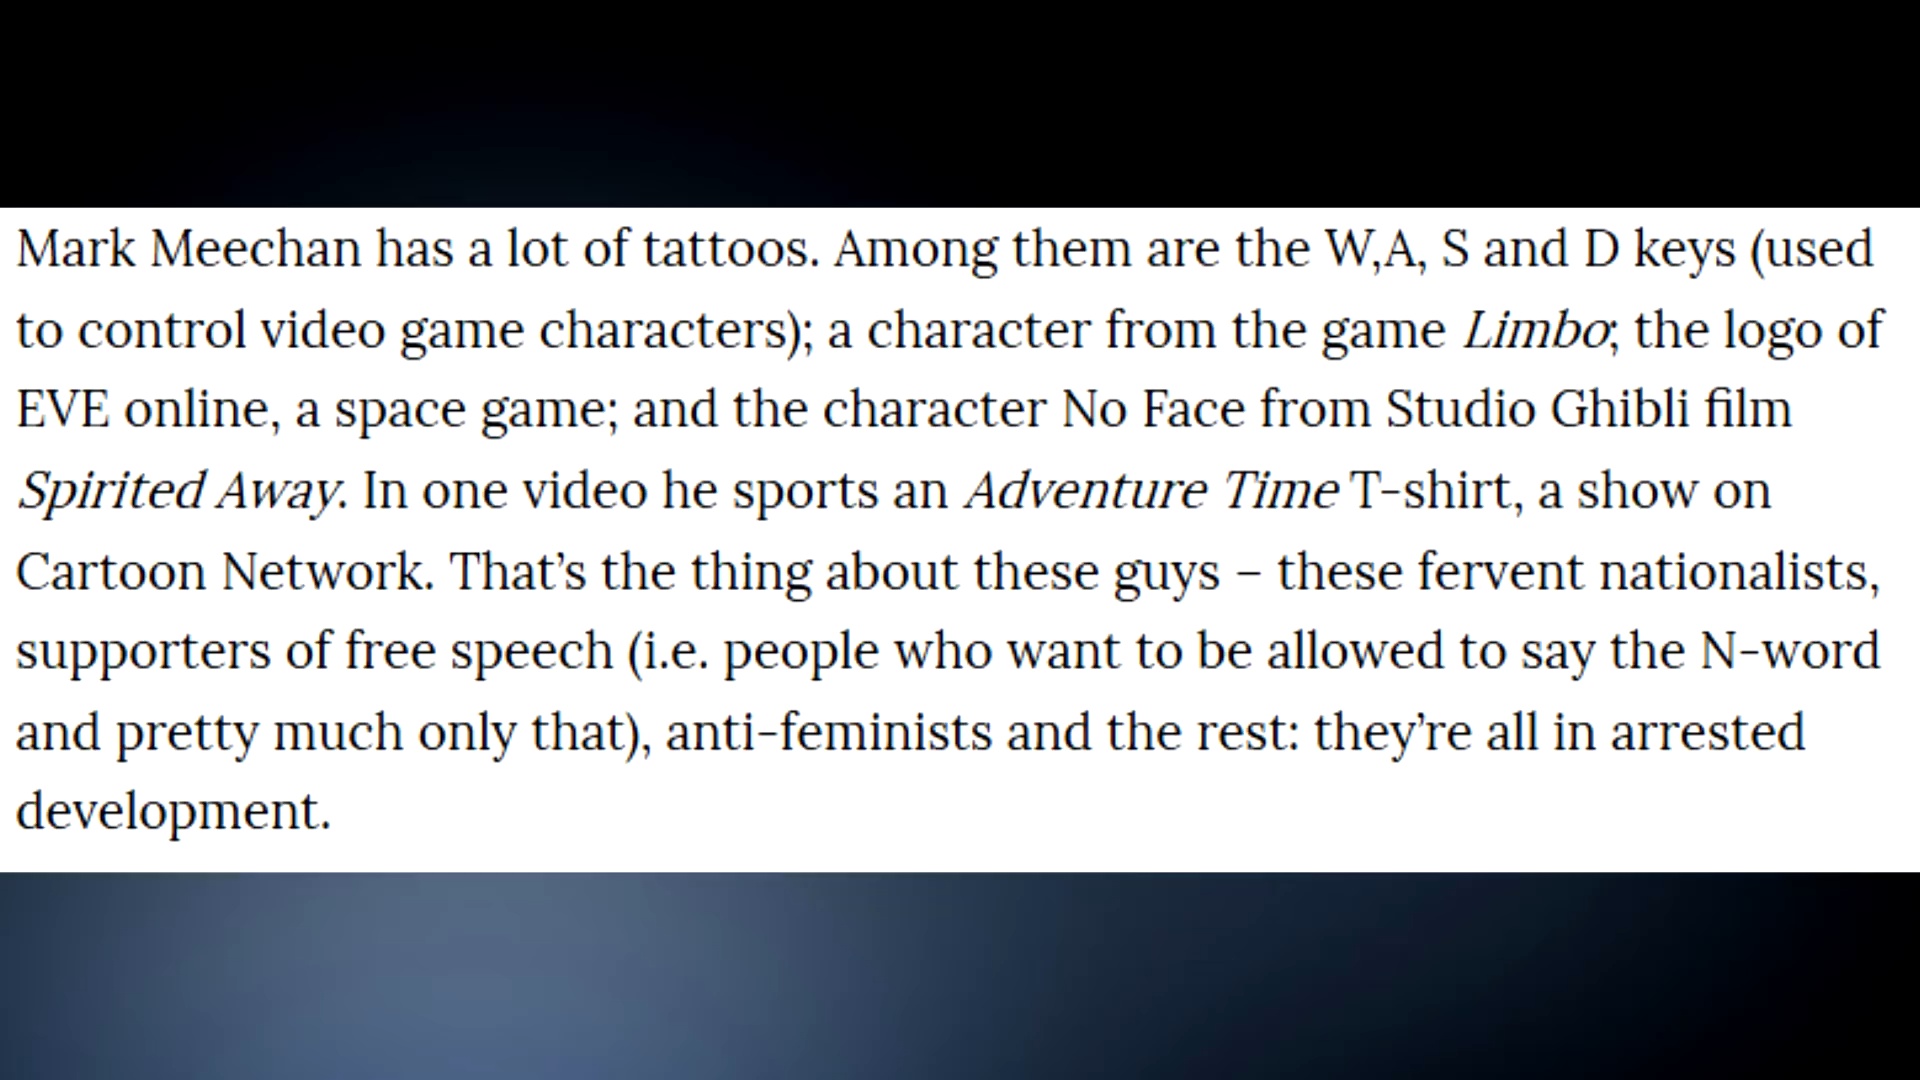 Mark Meechan has a lot of tattoos. Among them are the W,A, S and D keys (used
to control video game characters); a character from the game Limbo; the logo of
EVE online, a space game; and the character No Face from Studio Ghibli film
Spirited Away. In one video he sports an Adventure Time T-shirt, a show on
Cartoon Network. That’s the thing about these guys – these fervent nationalists,
supporters of free speech (i.e. people who want to be allowed to say the N-word
and pretty much only that), anti-feminists and the rest: they’re all in arrested
development.